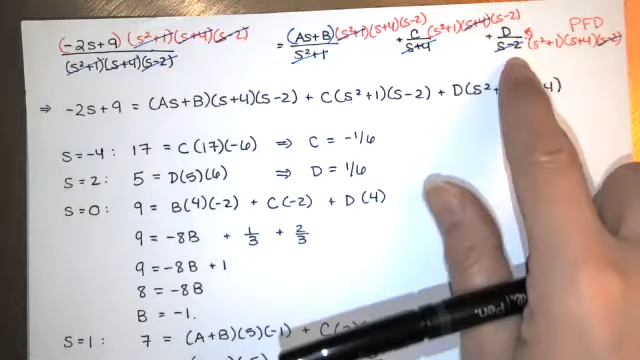 PFD
(-2s+9) (s²+1)(s+4)(s-2) / (s²+1)(s+4)(s-2) = (As+B)(s²+1)(s+4)(s-2) / s²+1 + C(s²+1)(s+4)(s-2) / s+4 + D / s-2 (s²+1)(s+4)(s-2)
⇒ -2s+9 = (As+B)(s+4)(s-2) + C(s²+1)(s-2) + D(s²+ 4)
s=-4: 17 = C(17)(-6) ⇒ C = -1/6
s=2: 5 = D(5)(6) ⇒ D = 1/6
s=0: 9 = B(4)(-2) + C(-2) + D(4)
9 = -8B + 1/3 + 2/3
9 = -8B + 1
8 = -8B
B = -1.
s=1: 7 = (A+B)(5)(-1) + C(2)